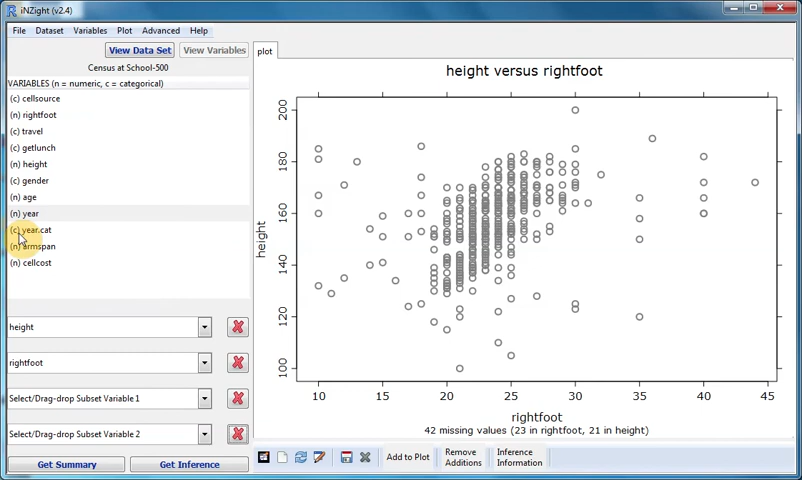 iNZight (v2.4)
File Dataset Variables Plot Advanced Help
View Data Set View Variables
Census at School-500
VARIABLES (n = numeric, c = categorical)
(c) cellsource
(n) rightfoot
(c) travel
(c) getlunch
(n) height
(c) gender
(n) age
(n) year
(c) year.cat
(n) armspan
(n) cellcost
height
rightfoot
Select/Drag-drop Subset Variable 1
Select/Drag-drop Subset Variable 2
Get Summary Get Inference
plot
height versus rightfoot
200
180
160
140
120
100
height
10 15 20 25 30 35 40 45
rightfoot
42 missing values (23 in rightfoot, 21 in height)
Add to Plot
Remove Additions
Inference Information